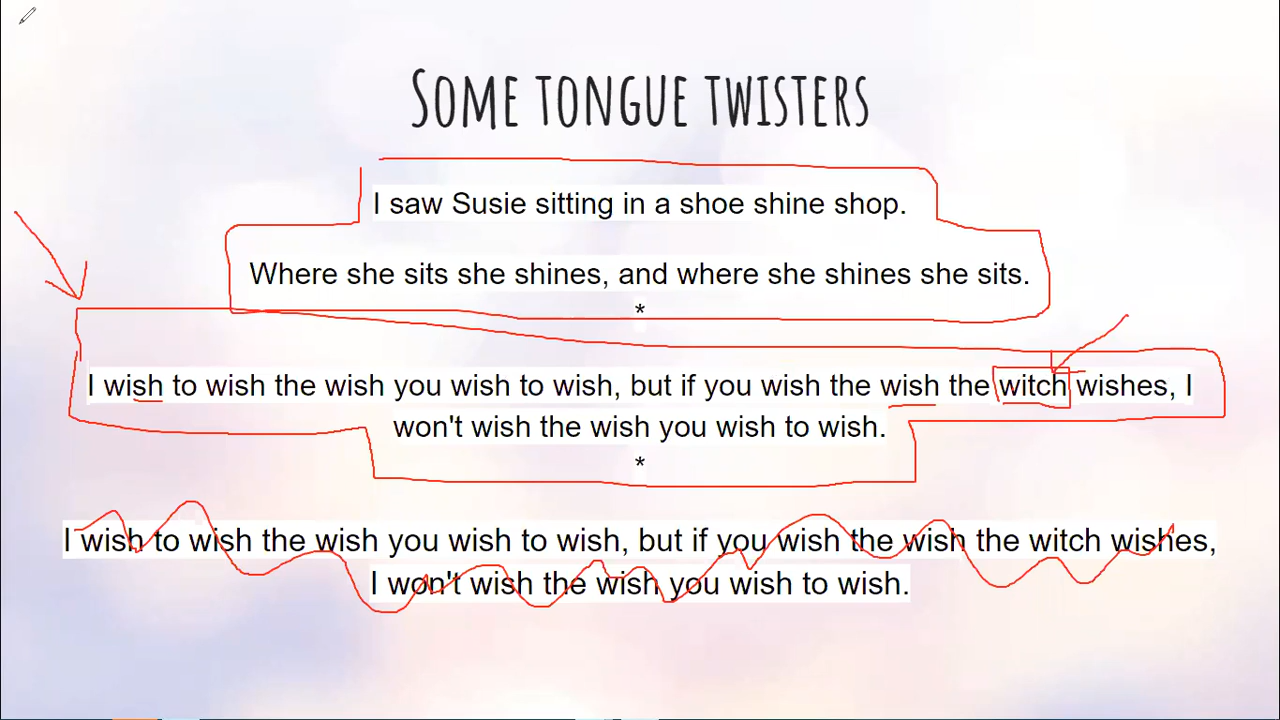 SOME TONGUE TWISTERS
I saw Susie sitting in a shoe shine shop.
Where she sits she shines, and where she shines she sits.
*
I wish to wish the wish you wish to wish, but if you wish the wish the witch wishes, I
won't wish the wish you wish to wish.
*
I wish to wish the wish you wish to wish, but if you wish the wish the witch wishes,
I won't wish the wish you wish to wish.